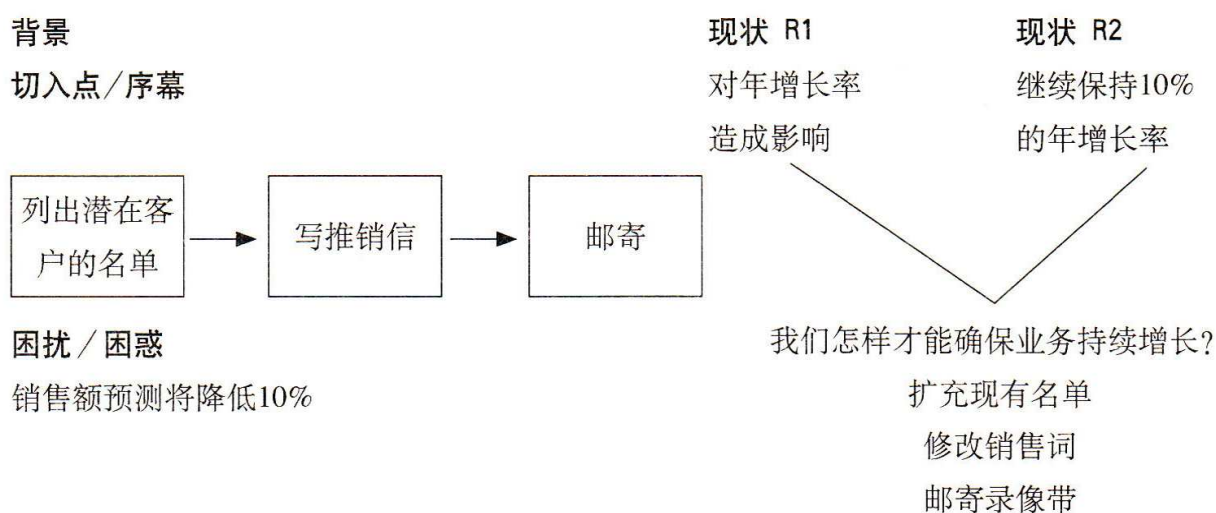 背景
切入点/序幕
列出潜在客
户的名单
写推销信
邮寄
困扰/困惑
销售额预测将降低10%
现状 R1
对年增长率
造成影响
现状 R2
继续保持10%
的年增长率
我们怎样才能确保业务持续增长?
扩充现有名单
修改销售词
邮寄录像带